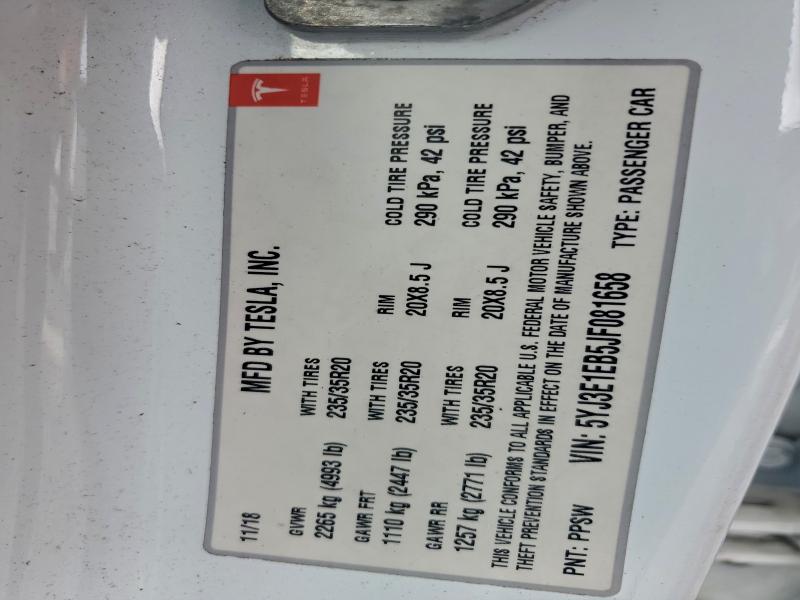 TESLA
MFD BY TESLA, INC.
11/18
GVWR WITH TIRES
2265 kg (4993 lb) 235/35R20
GAWR FRT WITH TIRES RIM COLD TIRE PRESSURE
1110 kg (2447 lb) 235/35R20 20X8.5 J 290 kPa, 42 psi
GAWR RR WITH TIRES RIM COLD TIRE PRESSURE
1257 kg (2771 lb) 235/35R20 20X8.5 J 290 kPa, 42 psi
THIS VEHICLE CONFORMS TO ALL APPLICABLE U.S. FEDERAL MOTOR VEHICLE SAFETY, BUMPER, AND
THEFT PREVENTION STANDARDS IN EFFECT ON THE DATE OF MANUFACTURE SHOWN ABOVE.
PNT: PPSW VIN: 5YJ3E1EB5JF081658 TYPE: PASSENGER CAR